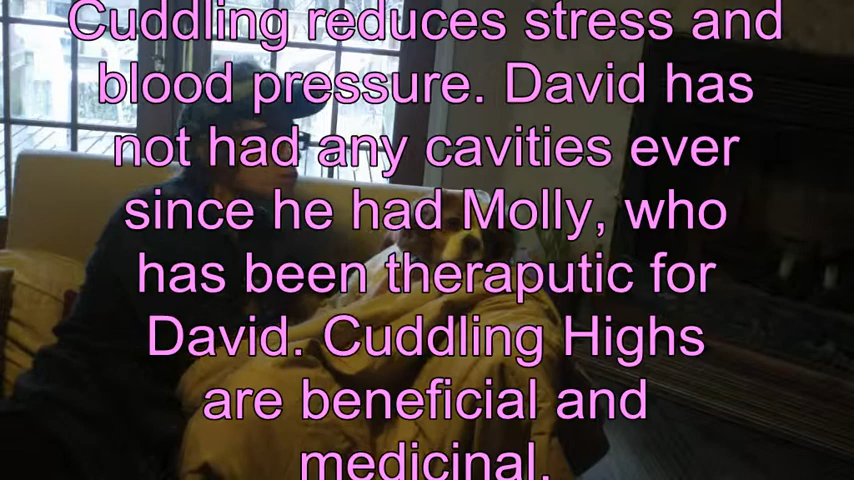 Cuddling reduces stress and
blood pressure. David has
not had any cavities ever
since he had Molly, who
has been theraputic for
David. Cuddling Highs
are beneficial and
medicinal.